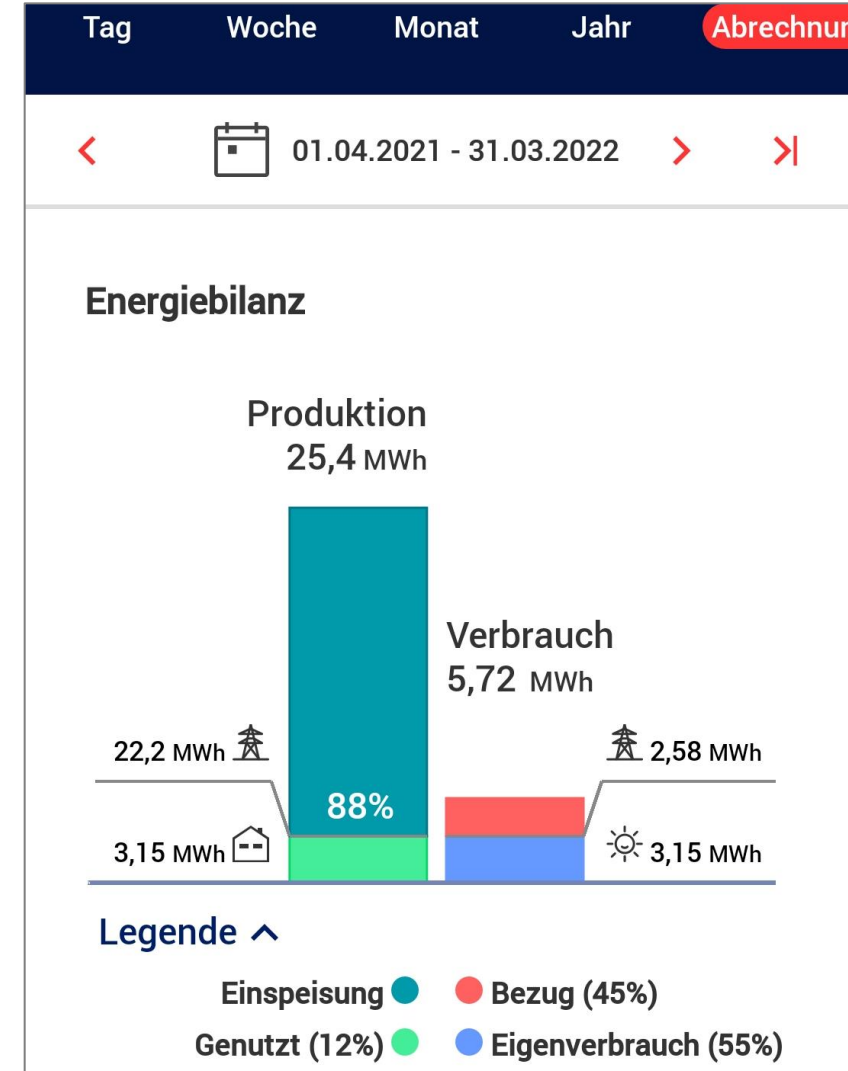 Tag Woche Monat Jahr Abrechnun
01.04.2021 - 31.03.2022
Energiebilanz
Produktion
25,4 MWh
Verbrauch
5,72 MWh
22,2 MWh 2,58 MWh
88%
3,15 MWh 3,15 MWh
Legende
Einspeisung Bezug (45%)
Genutzt (12%) Eigenverbrauch (55%)